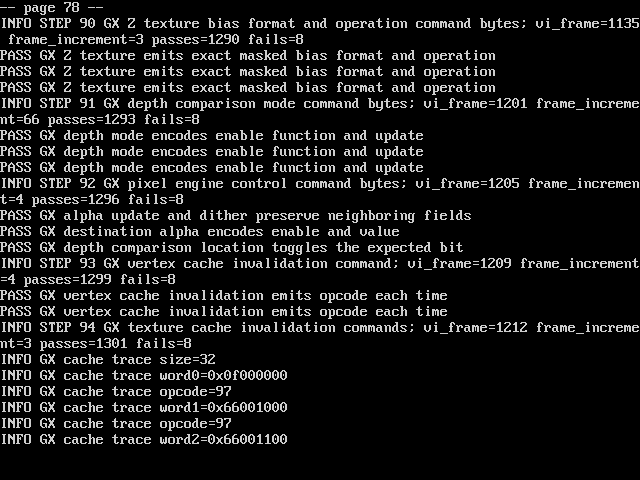 -- page 78 --
INFO STEP 90 GX Z texture bias format and operation command bytes; vi_frame=1135
 frame_increment=3 passes=1290 fails=8
PASS GX Z texture emits exact masked bias format and operation
PASS GX Z texture emits exact masked bias format and operation
PASS GX Z texture emits exact masked bias format and operation
INFO STEP 91 GX depth comparison mode command bytes; vi_frame=1201 frame_increme
nt=66 passes=1293 fails=8
PASS GX depth mode encodes enable function and update
PASS GX depth mode encodes enable function and update
PASS GX depth mode encodes enable function and update
INFO STEP 92 GX pixel engine control command bytes; vi_frame=1205 frame_incremen
t=4 passes=1296 fails=8
PASS GX alpha update and dither preserve neighboring fields
PASS GX destination alpha encodes enable and value
PASS GX depth comparison location toggles the expected bit
INFO STEP 93 GX vertex cache invalidation command; vi_frame=1209 frame_increment
=4 passes=1299 fails=8
PASS GX vertex cache invalidation emits opcode each time
PASS GX vertex cache invalidation emits opcode each time
INFO STEP 94 GX texture cache invalidation commands; vi_frame=1212 frame_increme
nt=3 passes=1301 fails=8
INFO GX cache trace size=32
INFO GX cache trace word0=0x0f000000
INFO GX cache trace opcode=97
INFO GX cache trace word1=0x66001000
INFO GX cache trace opcode=97
INFO GX cache trace word2=0x66001100